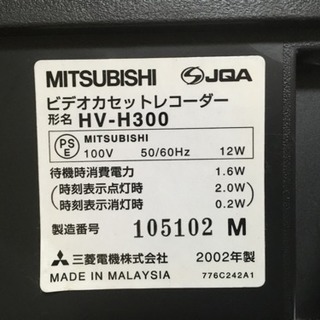 MITSUBISHI JQA
ビデオカセットレコーダー
形名 HV-H300
PS E MITSUBISHI
100V 50/60Hz 12W
待機時消費電力 1.6W
(時刻表示点灯時 2.0W
時刻表示消灯時) 0.2W
製造番号 105102 M
三菱電機株式会社 2002年製
MADE IN MALAYSIA 776C242A1